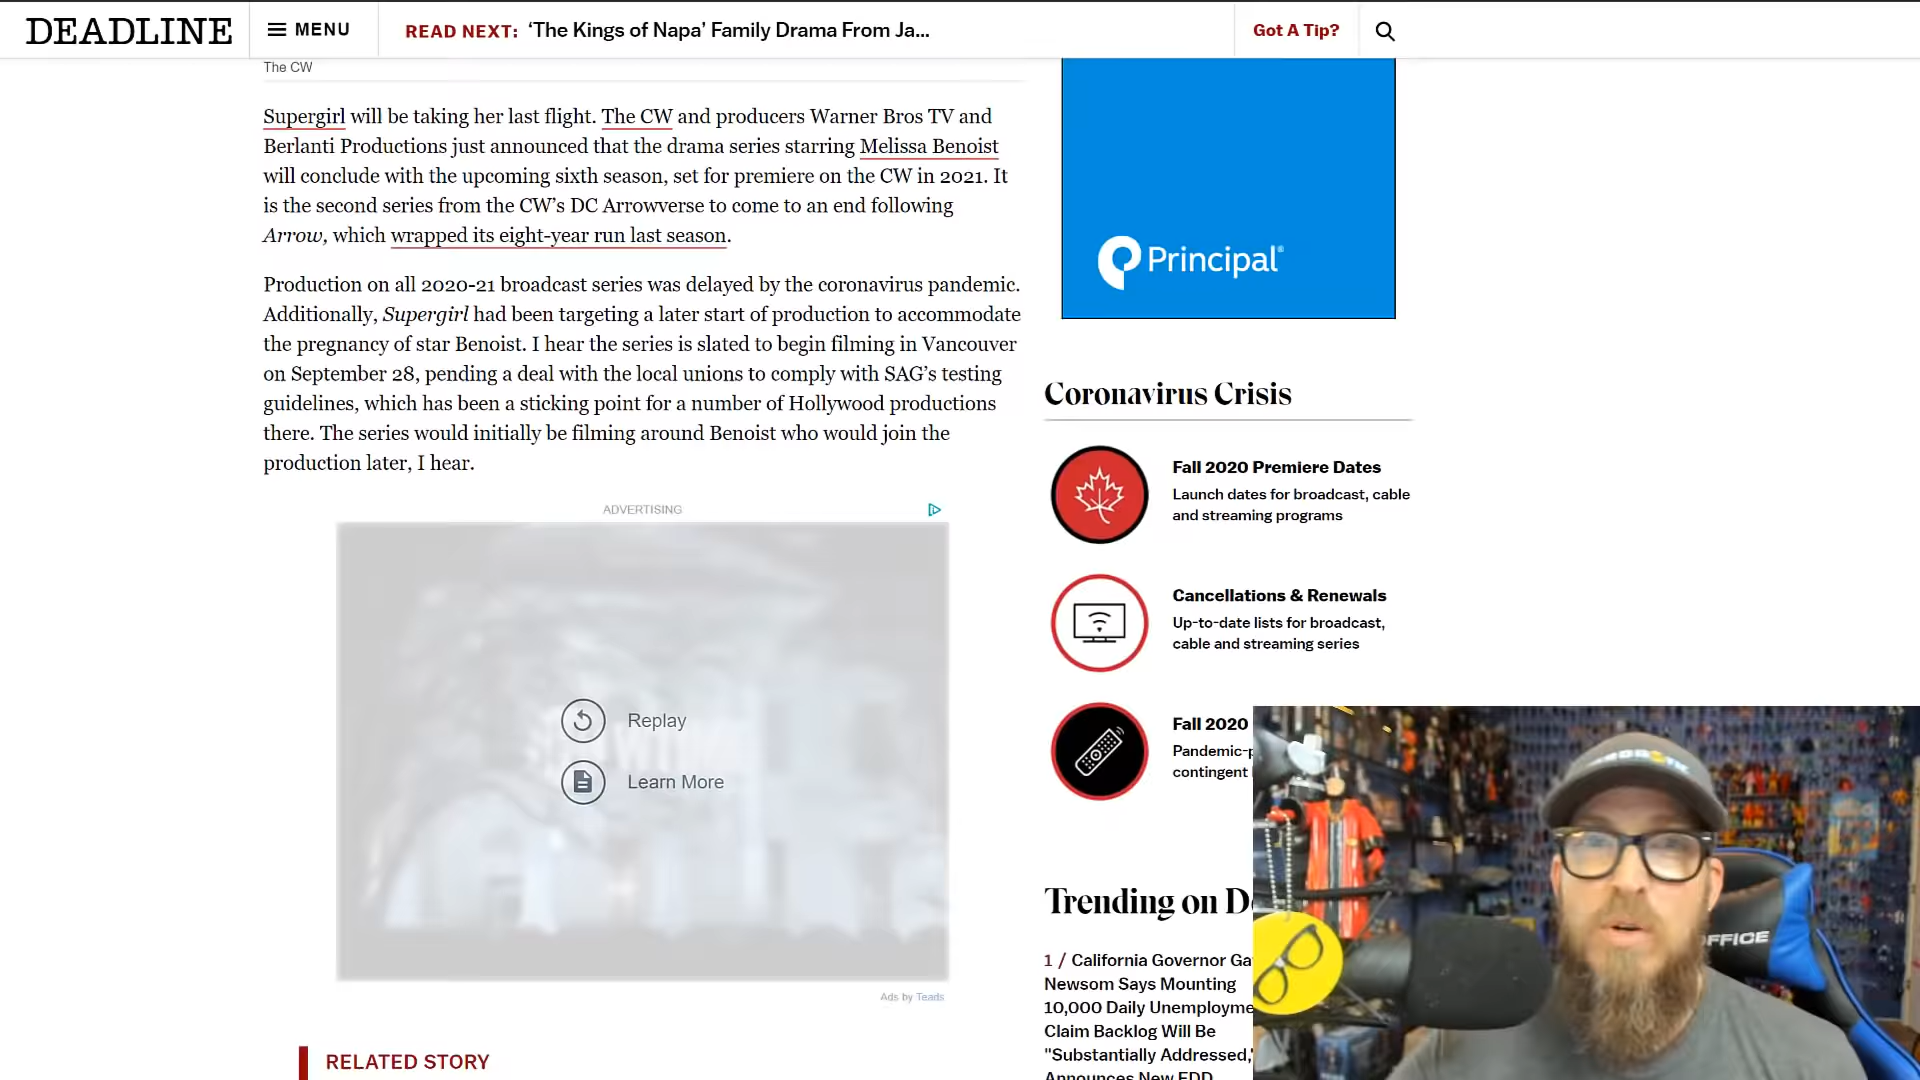 DEADLINE
MENU
READ NEXT: ‘The Kings of Napa’ Family Drama From Ja...
Got A Tip?
The CW
Supergirl will be taking her last flight. The CW and producers Warner Bros TV and
Berlanti Productions just announced that the drama series starring Melissa Benoist
will conclude with the upcoming sixth season, set for premiere on the CW in 2021. It
is the second series from the CW’s DC Arrowverse to come to an end following
Arrow, which wrapped its eight-year run last season.
Production on all 2020-21 broadcast series was delayed by the coronavirus pandemic.
Additionally, Supergirl had been targeting a later start of production to accommodate
the pregnancy of star Benoist. I hear the series is slated to begin filming in Vancouver
on September 28, pending a deal with the local unions to comply with SAG’s testing
guidelines, which has been a sticking point for a number of Hollywood productions
there. The series would initially be filming around Benoist who would join the
production later, I hear.
ADVERTISING
Replay
Learn More
Ads by Teads
RELATED STORY
Principal®
Coronavirus Crisis
Fall 2020 Premiere Dates
Launch dates for broadcast, cable
and streaming programs
Cancellations & Renewals
Up-to-date lists for broadcast,
cable and streaming series
Fall 2020
Pandemic-p
contingent
Trending on D
1 / California Governor Ga
Newsom Says Mounting
10,000 Daily Unemployme
Claim Backlog Will Be
"Substantially Addressed,"
Announces New EDD
OFFICE